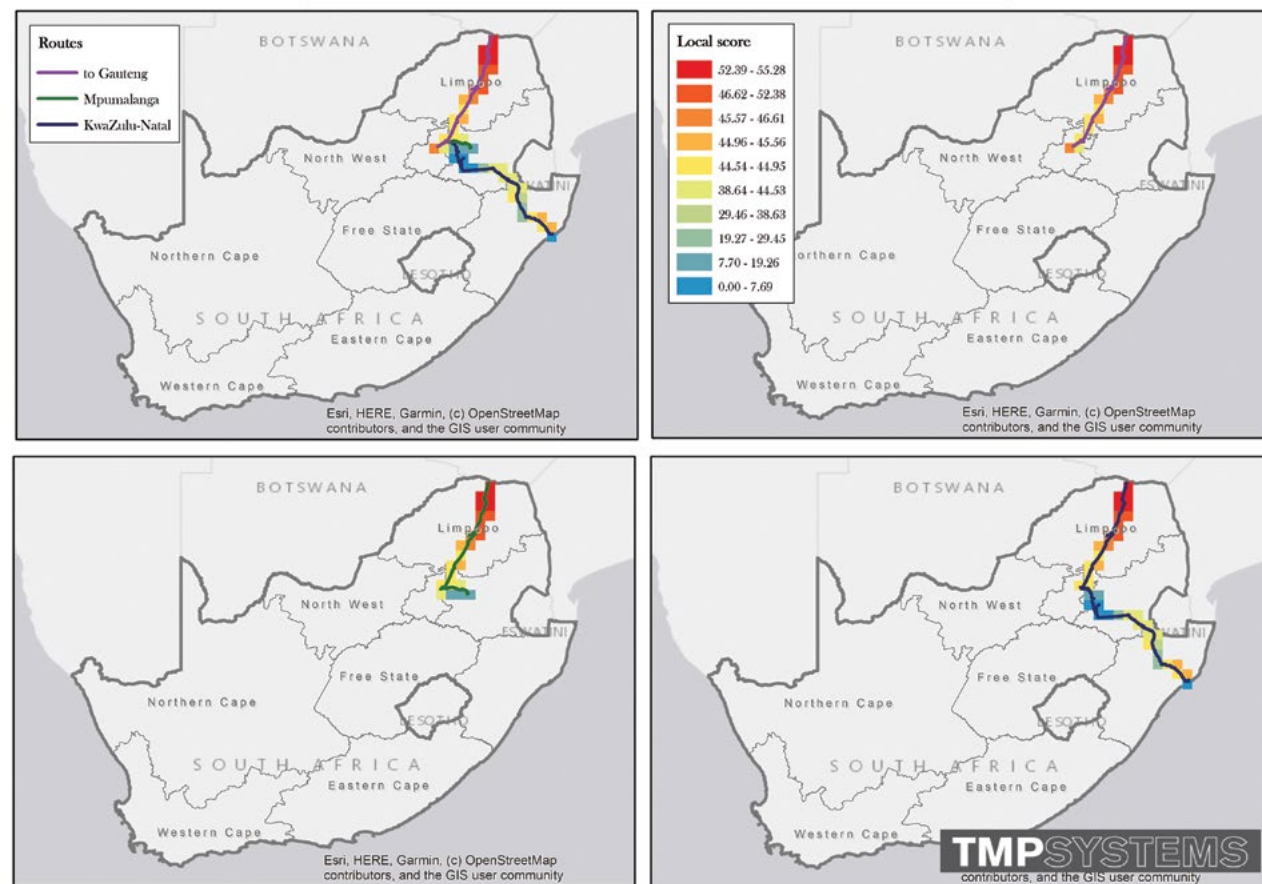 Routes
to Gauteng
Mpumalanga
KwaZulu-Natal
BOTSWANA
Limpopo
North West
Free State
LESOTHO
Northern Cape
SOUTH AFRICA
Eastern Cape
Western Cape
Esri, HERE, Garmin, (c) OpenStreetMap
contributors, and the GIS user community
Local score
52.39 - 55.28
46.62 - 52.38
45.57 - 46.61
44.96 - 45.56
44.54 - 44.95
38.64 - 44.53
29.46 - 38.63
19.27 - 29.45
7.70 - 19.26
0.00 - 7.69
BOTSWANA
Limpopo
North West
ESWATINI
Free State
orthern Cape
LESOTHO
SOUTH AFRICA
Eastern Cape
Western Cape
Esri, HERE, Garmin, (c) OpenStreetMap
contributors, and the GIS user community
BOTSWANA
Limpopo
North West
ESWATINI
Free State
Northern Cape
LESOTHO
SOUTH AFRICA
Eastern Cape
Western Cape
Esri, HERE, Garmin, (c) OpenStreetMap
contributors, and the GIS user community
BOTSWANA
Limpopo
North West
Free State
Northern Cape
LESOTHO
SOUTH AFRICA
Eastern Cape
Western Cape
TMPSYSTEMS
contributors, and the GIS user community